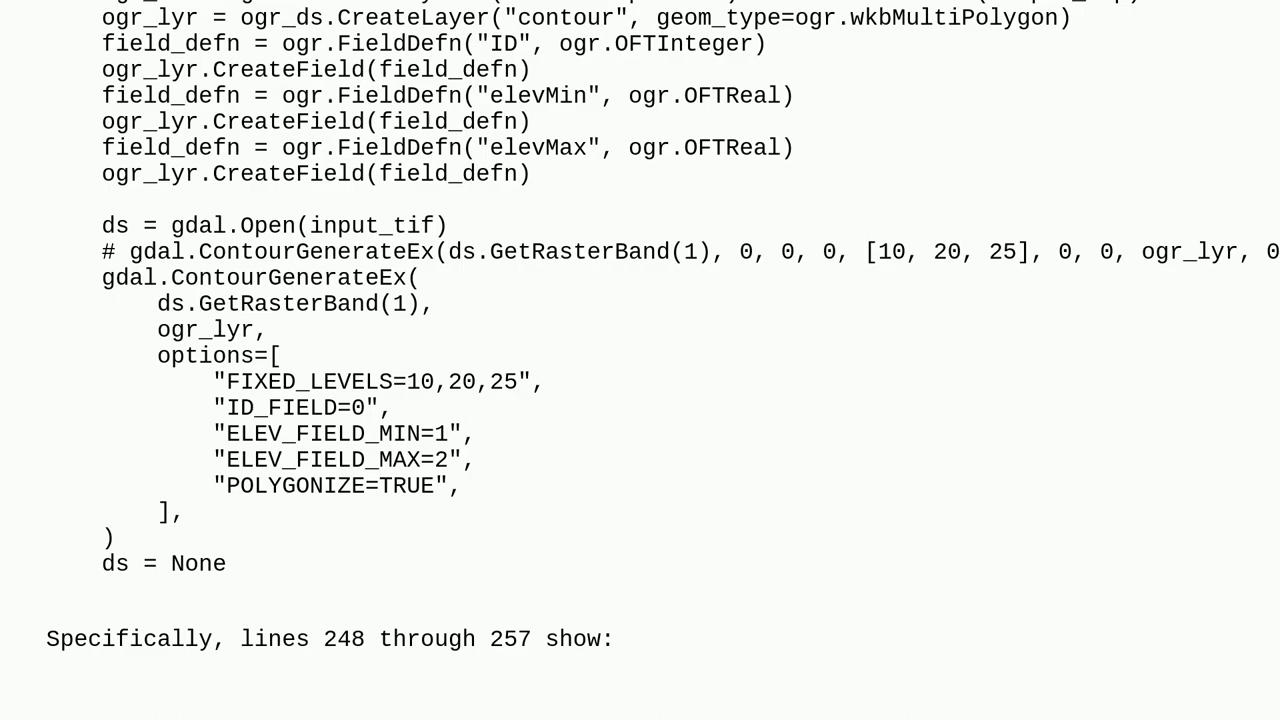 ogr_lyr = ogr_ds.CreateLayer("contour", geom_type=ogr.wkbMultiPolygon)
field_defn = ogr.FieldDefn("ID", ogr.OFTInteger)
ogr_lyr.CreateField(field_defn)
field_defn = ogr.FieldDefn("elevMin", ogr.OFTReal)
ogr_lyr.CreateField(field_defn)
field_defn = ogr.FieldDefn("elevMax", ogr.OFTReal)
ogr_lyr.CreateField(field_defn)
ds = gdal.Open(input_tif)
# gdal.ContourGenerateEx(ds.GetRasterBand(1), 0, 0, 0, [10, 20, 25], 0, 0, ogr_lyr, 0
gdal.ContourGenerateEx(
ds.GetRasterBand(1),
ogr_lyr,
options=[
"FIXED_LEVELS=10,20,25",
"ID_FIELD=0",
"ELEV_FIELD_MIN=1",
"ELEV_FIELD_MAX=2",
"POLYGONIZE=TRUE",
],
)
ds = None
Specifically, lines 248 through 257 show: